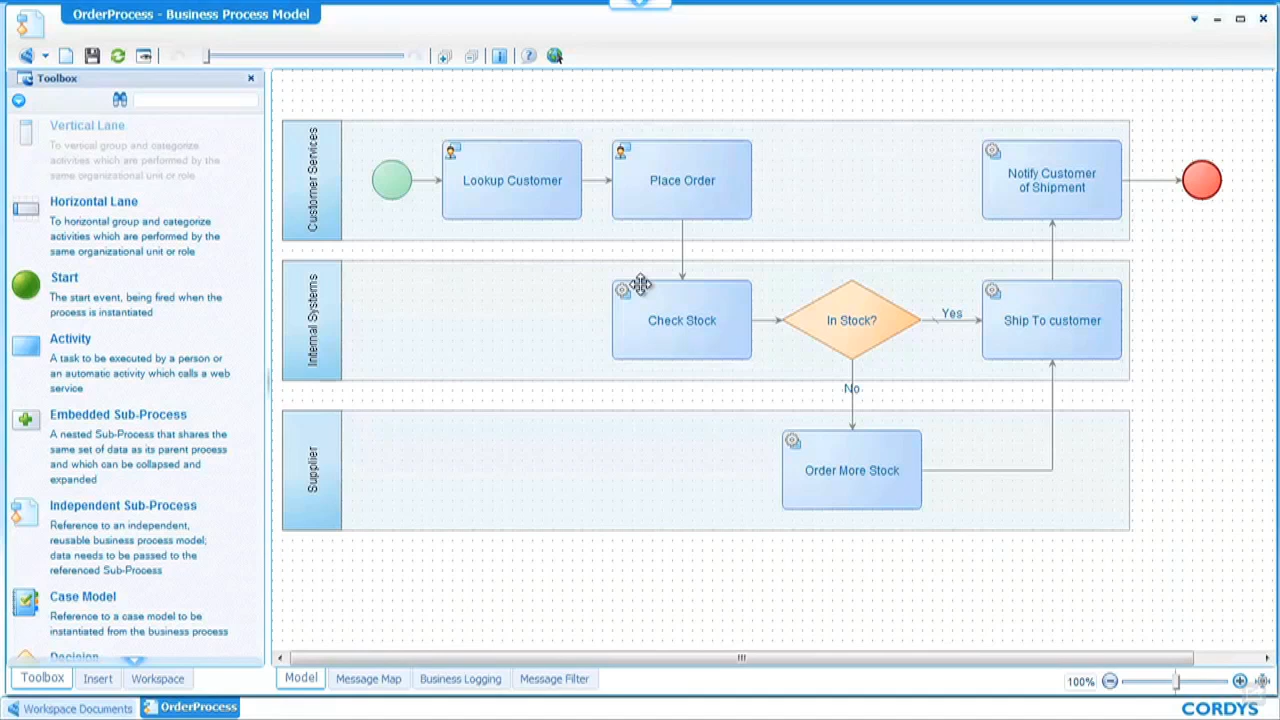 OrderProcess - Business Process Model
Toolbox
Vertical Lane
To vertical group and categorize
activities which are performed by the
same organizational unit or role
Horizontal Lane
To horizontal group and categorize
activities which are performed by the
same organizational unit or role
Start
The start event, being fired when the
process is instantiated
Activity
A task to be executed by a person or
an automatic activity which calls a web
service
Embedded Sub-Process
A nested Sub-Process that shares the
same set of data as its parent process
and which can be collapsed and
expanded
Independent Sub-Process
Reference to an independent,
reusable business process model;
data needs to be passed to the
referenced Sub-Process
Case Model
Reference to a case model to be
instantiated from the business process
Decision
Toolbox
Insert
Workspace
Customer Services
Lookup Customer
Place Order
Notify Customer
of Shipment
Internal Systems
Check Stock
In Stock?
Yes
Ship To customer
No
Supplier
Order More Stock
Model
Message Map
Business Logging
Message Filter
100%
Workspace Documents
OrderProcess
CORDYS